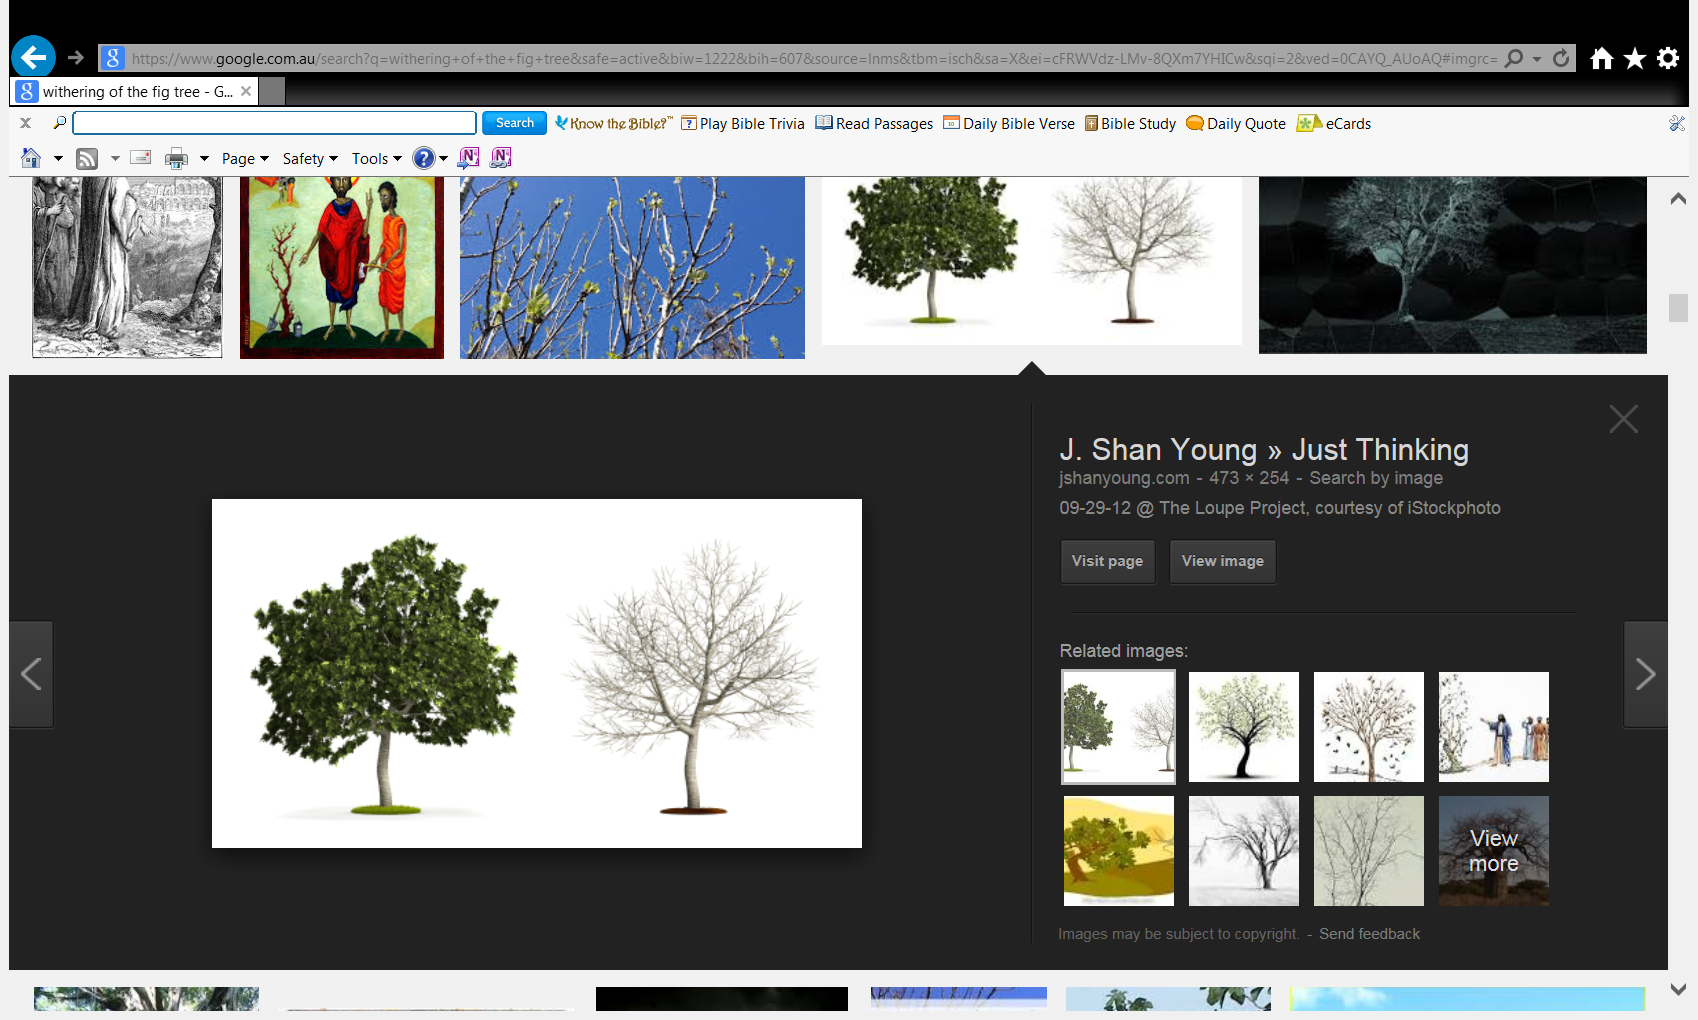 https://www.google.com.au/search?q=withering+of+the+fig+tree&safe=active&biw=1222&bih=607&source=lnms&tbm=isch&sa=X&ei=cFRWVdz-LMv-8QXm7YHICw&sqi=2&ved=0CAYQ_AUoAQ#imgrc=
withering of the fig tree - G...
Search Know the Bible?™ Play Bible Trivia Read Passages Daily Bible Verse Bible Study Daily Quote eCards
Page Safety Tools
J. Shan Young » Just Thinking
jshanyoung.com - 473 × 254 - Search by image
09-29-12 @ The Loupe Project, courtesy of iStockphoto
Visit page View image
Related images:
View
more
Images may be subject to copyright. - Send feedback